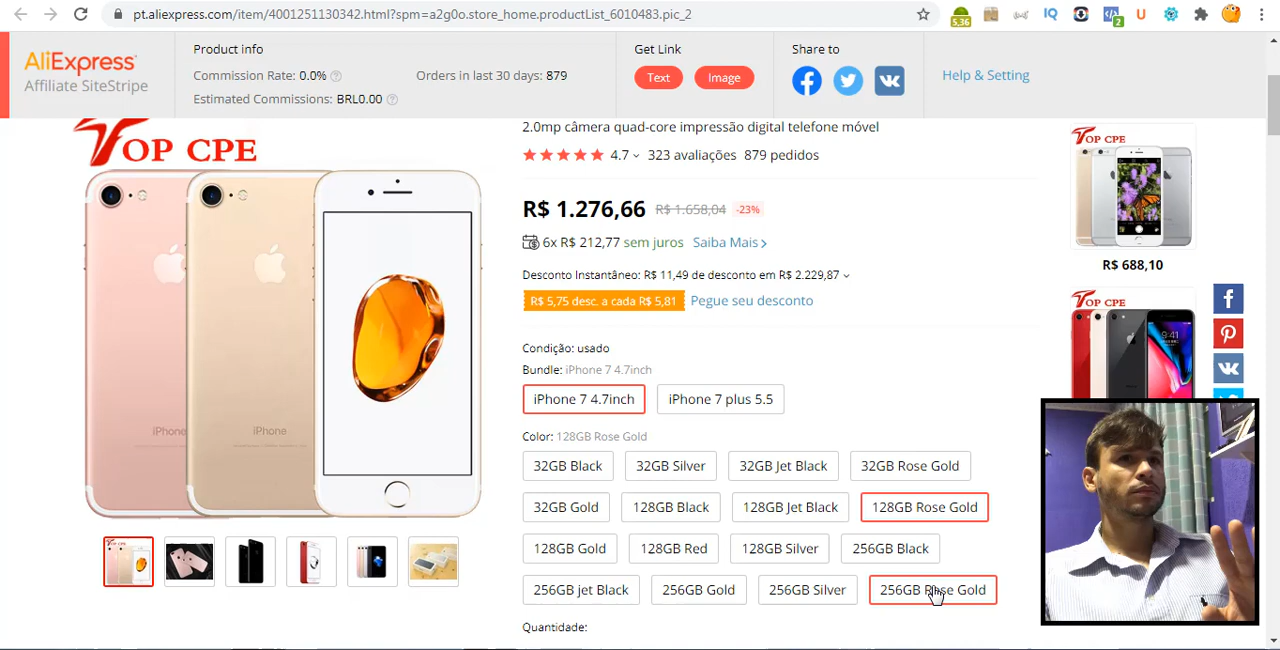 pt.aliexpress.com/item/4001251130342.html?spm=a2g0o.store_home.productList_6010483.pic_2
5,36
IQ
2
U
AliExpress
Affiliate SiteStripe
Product info
Commission Rate: 0.0%
Orders in last 30 days: 879
Estimated Commissions: BRL0.00
Get Link
Text
Image
Share to
Help & Setting
TOP CPE
iPhone
iPhone
2.0mp câmera quad-core impressão digital telefone móvel
4.7
323 avaliações
879 pedidos
R$ 1.276,66
R$ 1.658,04
-23%
6x R$ 212,77 sem juros
Saiba Mais
Desconto Instantâneo: R$ 11,49 de desconto em R$ 2.229,87
R$ 5,75 desc. a cada R$ 5,81
Pegue seu desconto
Condição: usado
Bundle: iPhone 7 4.7inch
iPhone 7 4.7inch
iPhone 7 plus 5.5
Color: 128GB Rose Gold
32GB Black
32GB Silver
32GB Jet Black
32GB Rose Gold
32GB Gold
128GB Black
128GB Jet Black
128GB Rose Gold
128GB Gold
128GB Red
128GB Silver
256GB Black
256GB jet Black
256GB Gold
256GB Silver
256GB Rose Gold
Quantidade:
TOP CPE
R$ 688,10
TOP CPE
9:41